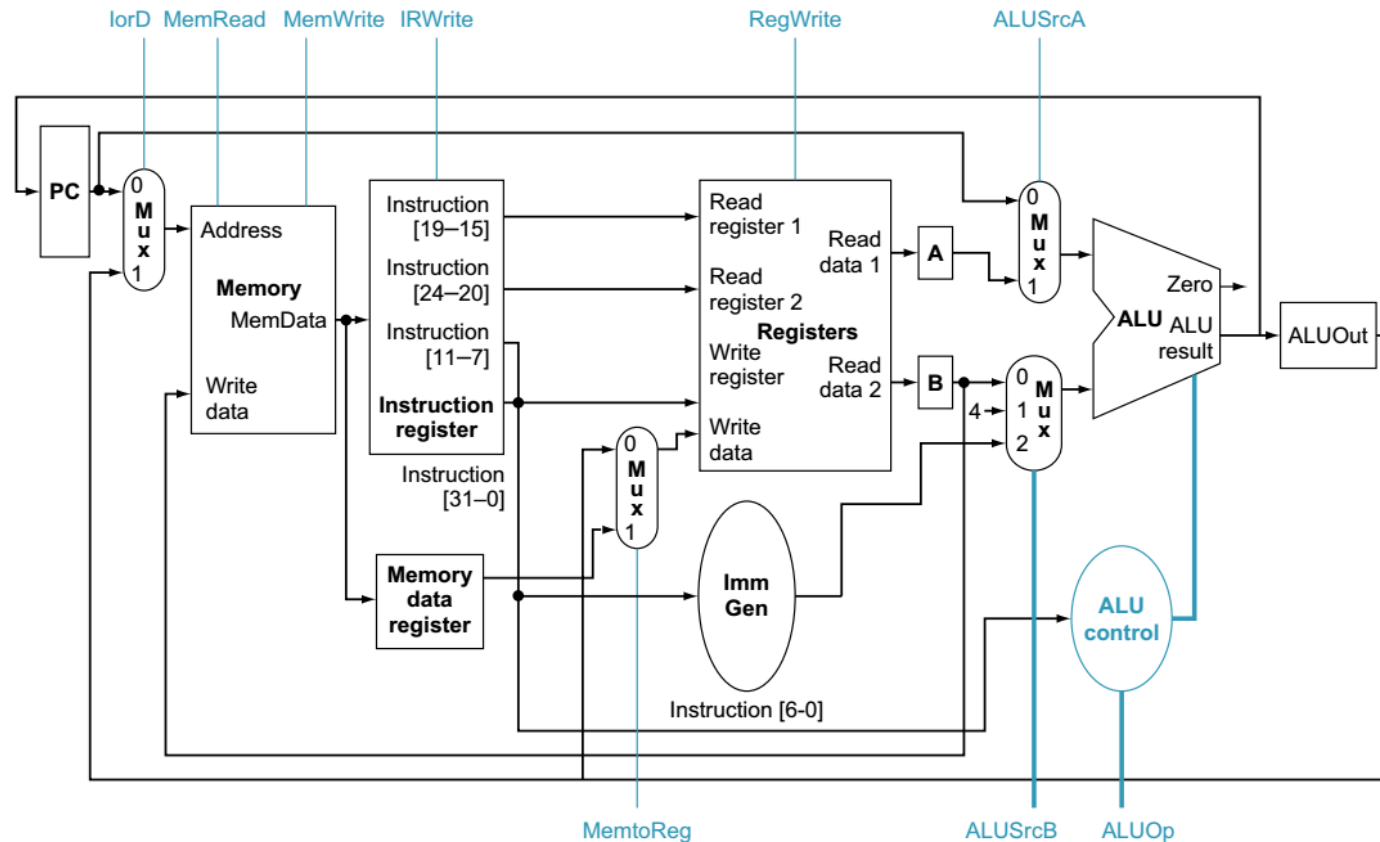 IorD MemRead MemWrite IRWrite RegWrite ALUSrcA
PC
0
M
u
x
1
Address
Memory
MemData
Write
data
Instruction
[19–15]
Instruction
[24–20]
Instruction
[11–7]
Instruction
register
Instruction
[31–0]
Memory
data
register
0
M
u
x
1
Read
register 1
Read
data 1
Read
register 2
Registers
Write
register
Read
data 2
Write
data
Imm
Gen
Instruction [6-0]
A
B
4
0
M
u
x
1
0
1
2
M
u
x
Zero
ALU
ALU
result
ALUOut
ALU
control
MemtoReg ALUSrcB ALUOp